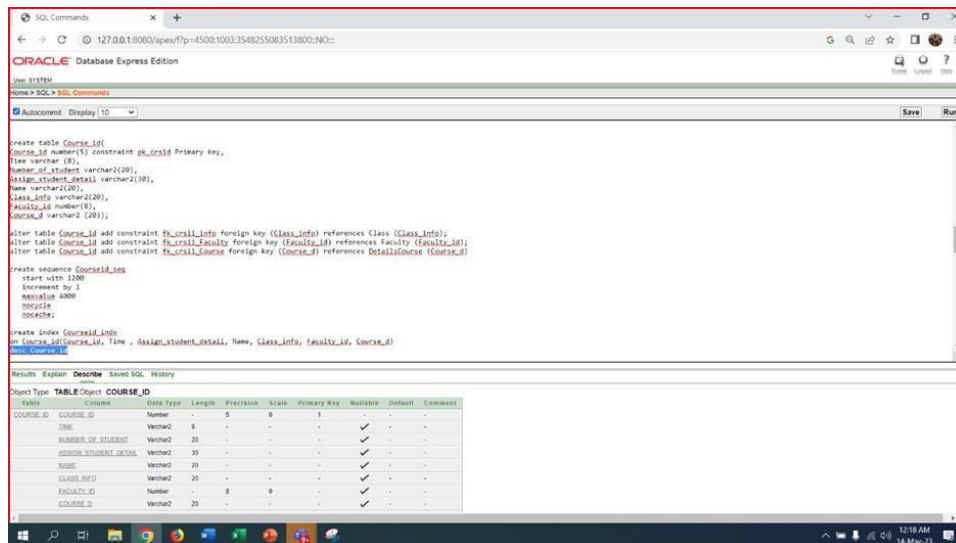 SQL Commands
127.0.0.1:8080/apex/f?p=4500:1003:3548255083513800::NO:::
ORACLE Database Express Edition
Home Logout Help
User: SYSTEM
Home > SQL > SQL Commands
Autocommit Display 10
Save Run
create table Course_id(
Course_id number(5) constraint pk_crsid Primary key,
Time varchar (8),
Number_of_student varchar2(20),
Assign_student_detail varchar2(30),
Name varchar2(20),
Class_info varchar2(20),
Faculty_id number(8),
Course_d varchar2 (20));
alter table Course_id add constraint fk_crsii_info foreign key (Class_info) references Class (Class_info);
alter table Course_id add constraint fk_crsii_Faculty foreign key (Faculty_id) references Faculty (Faculty_id);
alter table Course_id add constraint fk_crsii_Course foreign key (Course_d) references DetailsCourse (Course_d)
create sequence Courseid_seq
start with 1200
increment by 1
maxvalue 4000
nocycle
nocache;
create index Courseid_indx
on Course_id(Course_id, Time , Assign_student_detail, Name, Class_info, Faculty_id, Course_d)
desc Course_id
Results Explain Describe Saved SQL History
Object Type TABLE Object COURSE_ID
Table Column Data Type Length Precision Scale Primary Key Nullable Default Comment
COURSE_ID COURSE_ID Number - 5 0 1 - - -
TIME Varchar2 8 - - - ✓ - -
NUMBER_OF_STUDENT Varchar2 20 - - - ✓ - -
ASSIGN_STUDENT_DETAIL Varchar2 30 - - - ✓ - -
NAME Varchar2 20 - - - ✓ - -
CLASS_INFO Varchar2 20 - - - ✓ - -
FACULTY_ID Number - 8 0 - ✓ - -
COURSE_D Varchar2 20 - - - ✓ - -
12:18 AM
14-May-23